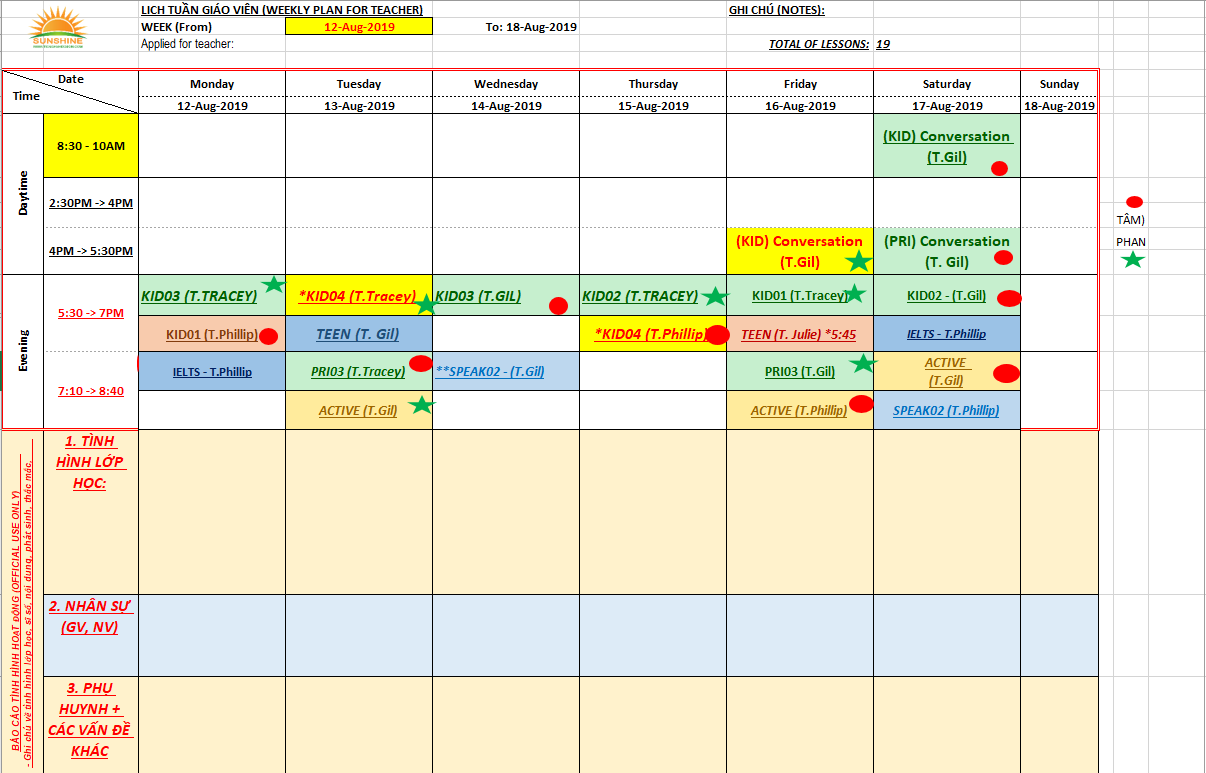 LỊCH TUẦN GIÁO VIÊN (WEEKLY PLAN FOR TEACHER)
GHI CHÚ (NOTES):
WEEK (From)
12-Aug-2019
To: 18-Aug-2019
SUNSHINE
Applied for teacher:
TOTAL OF LESSONS: 19
Date
Time
Monday
Tuesday
Wednesday
Thursday
Friday
Saturday
Sunday
12-Aug-2019
13-Aug-2019
14-Aug-2019
15-Aug-2019
16-Aug-2019
17-Aug-2019
18-Aug-2019
Daytime
8:30 - 10AM
(KID) Conversation
(T.Gil)
2:30PM -> 4PM
TÂM)
4PM -> 5:30PM
(KID) Conversation
(T.Gil)
(PRI) Conversation
(T. Gil)
PHAN
Evening
5:30 -> 7PM
KID03 (T.TRACEY)
*KID04 (T.Tracey)
KID03 (T.GIL)
KID02 (T.TRACEY)
KID01 (T.Tracey)
KID02 - (T.Gil)
KID01 (T.Phillip)
TEEN (T. Gil)
*KID04 (T.Phillip)
TEEN (T. Julie) *5:45
IELTS - T.Phillip
7:10 -> 8:40
IELTS - T.Phillip
PRI03 (T.Tracey)
**SPEAK02 - (T.Gil)
PRI03 (T.Gil)
ACTIVE
(T.Gil)
ACTIVE (T.Gil)
ACTIVE (T.Phillip)
SPEAK02 (T.Phillip)
BÁO CÁO TÌNH HÌNH HOẠT ĐỘNG (OFFICIAL USE ONLY)
- Ghi chú về tình hình lớp học, sĩ số, nội dung, phát sinh, thắc mắc,
1. TÌNH
HÌNH LỚP
HỌC:
2. NHÂN SỰ
(GV, NV)
3. PHỤ
HUYNH +
CÁC VẤN ĐỀ
KHÁC